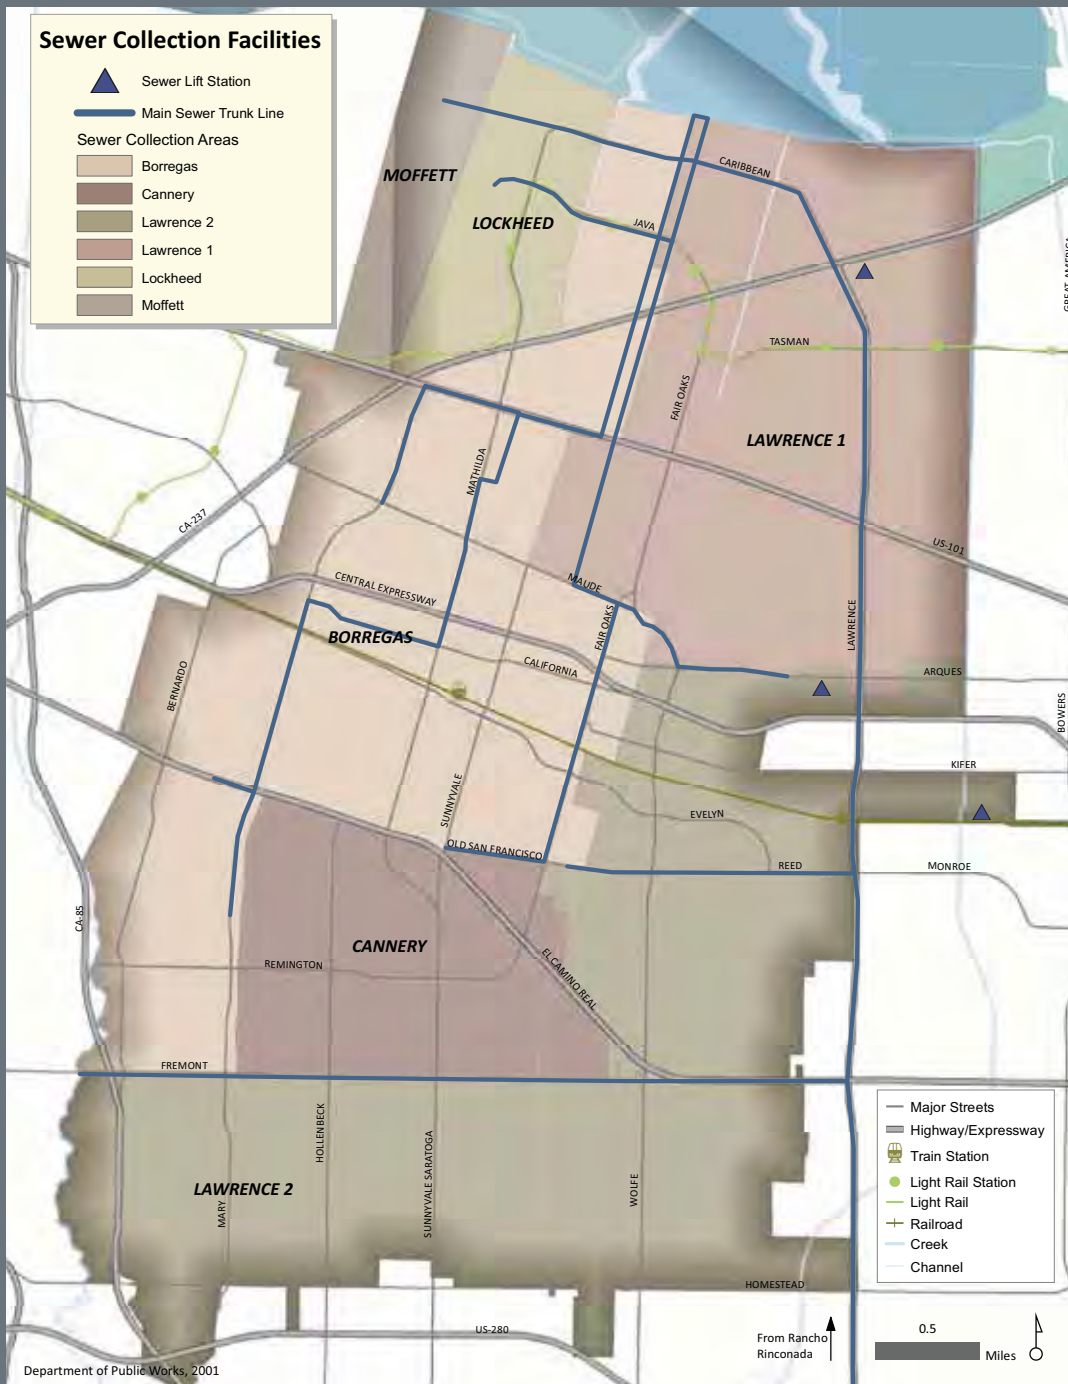 Sewer Collection Facilities
Sewer Lift Station
Main Sewer Trunk Line
Sewer Collection Areas
Borregas
Cannery
Lawrence 2
Lawrence 1
Lockheed
Moffett
MOFFETT
LOCKHEED
CARIBBEAN
JAVA
GREAT AMERICA
TASMAN
FAIR OAKS
LAWRENCE 1
MATHILDA
CA-237
US-101
CENTRAL EXPRESSWAY
MAUDE
FAIR OAKS
LAWRENCE
BORREGAS
CALIFORNIA
ARQUES
BERNARDO
BOWERS
KIFER
SUNNYVALE
EVELYN
OLD SAN FRANCISCO
REED
MONROE
CA-85
CANNERY
REMINGTON
EL CAMINO REAL
FREMONT
HOLLENBECK
SUNNYVALE SARATOGA
WOLFE
LAWRENCE 2
MARY
Major Streets
Highway/Expressway
Train Station
Light Rail Station
Light Rail
Railroad
Creek
Channel
HOMESTEAD
US-280
From Rancho
Rinconada
0.5
Miles
Department of Public Works, 2001